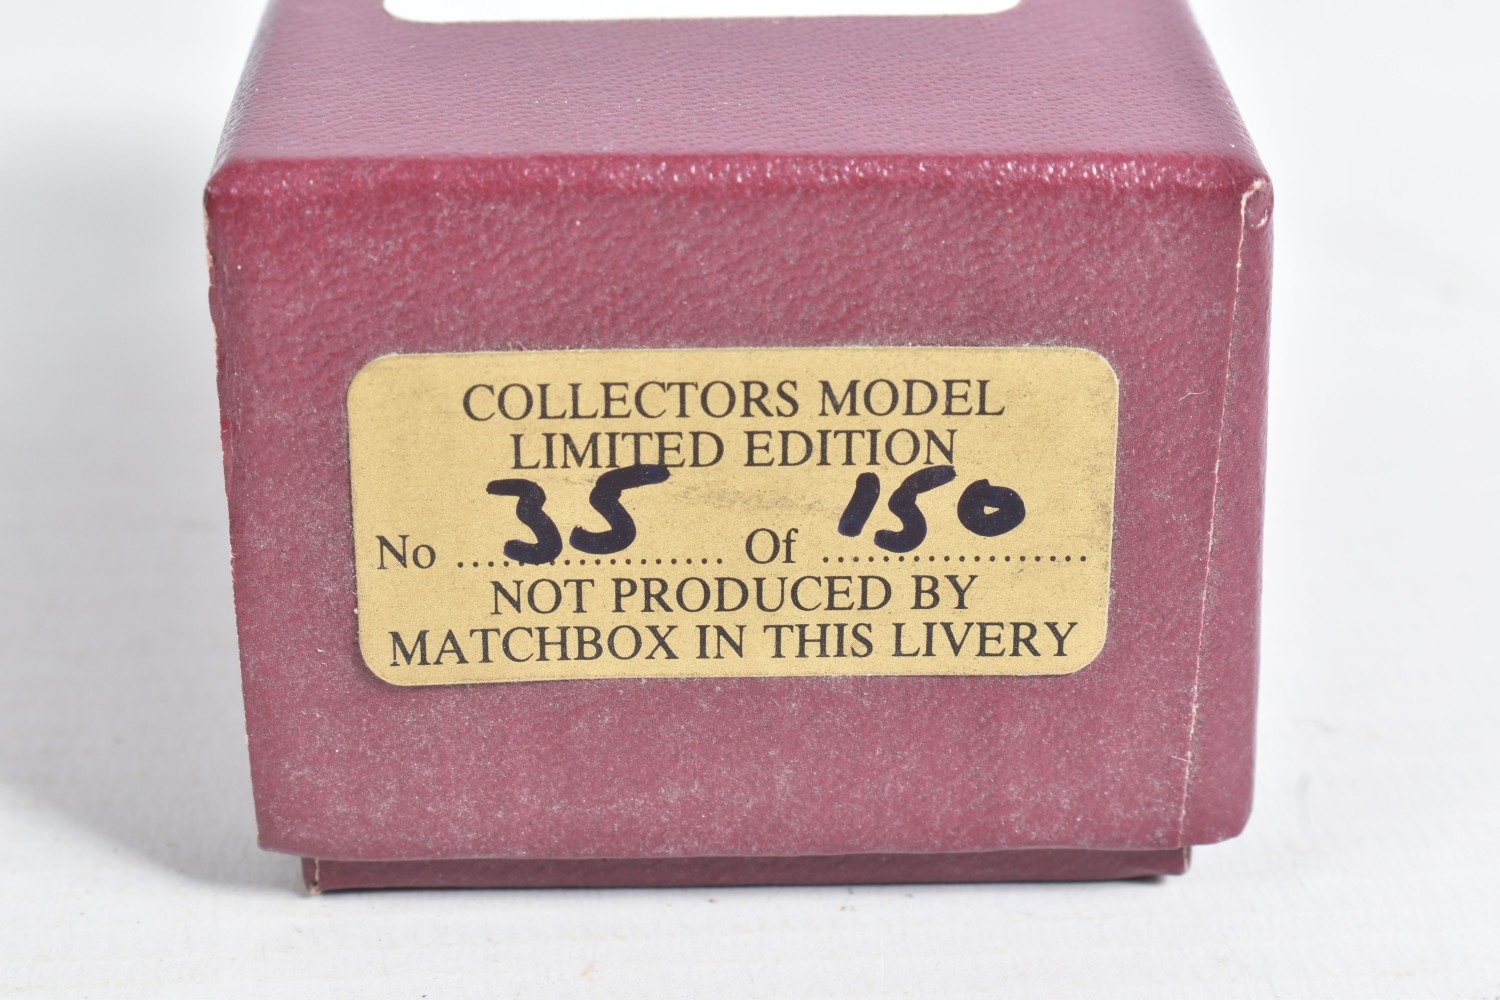 COLLECTORS MODEL
LIMITED EDITION
No 35 Of 150
NOT PRODUCED BY
MATCHBOX IN THIS LIVERY